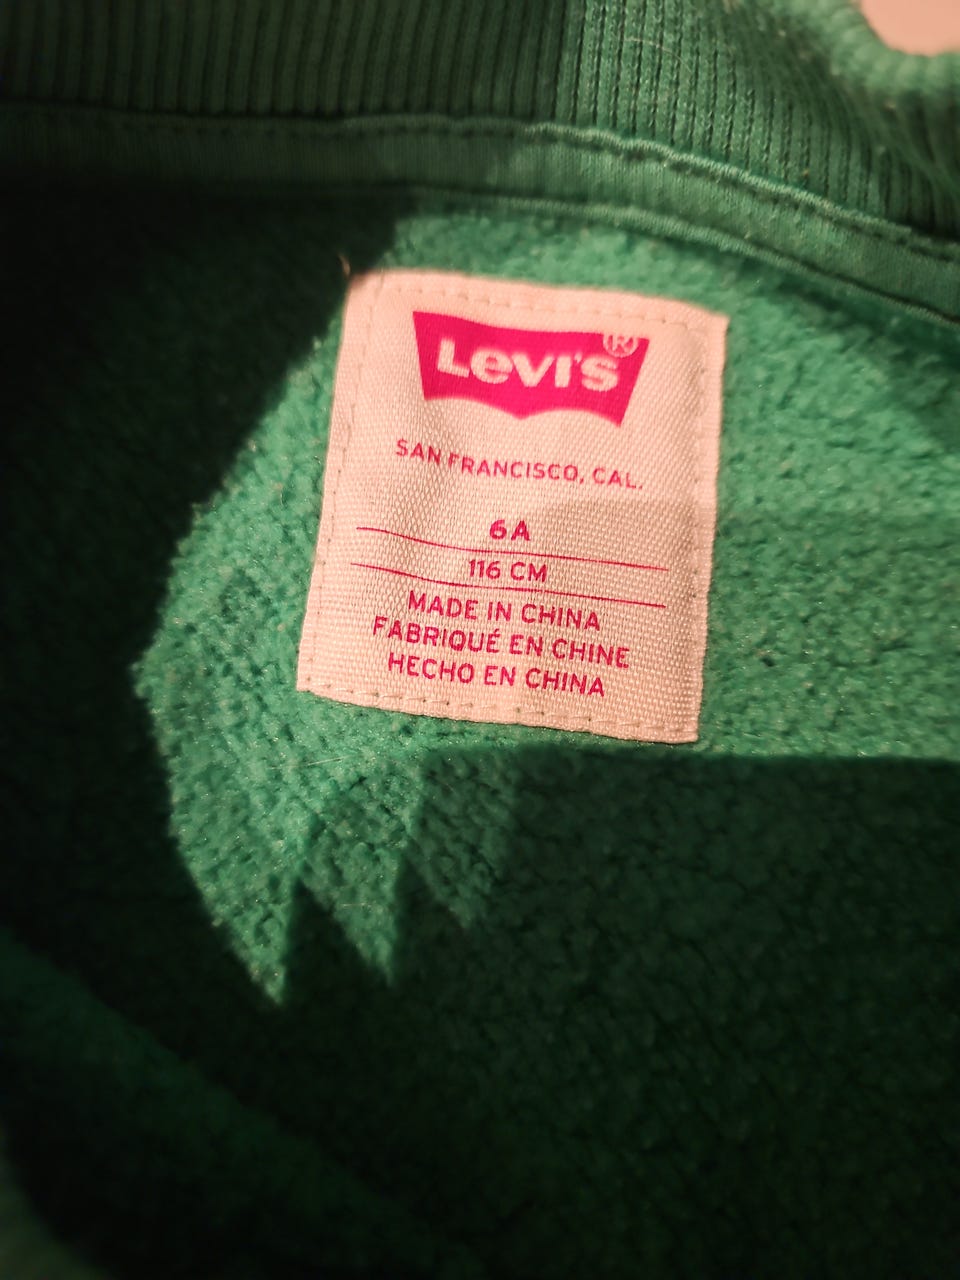 Levi's®
SAN FRANCISCO, CAL.
6A
116 CM
MADE IN CHINA
FABRIQUÉ EN CHINE
HECHO EN CHINA